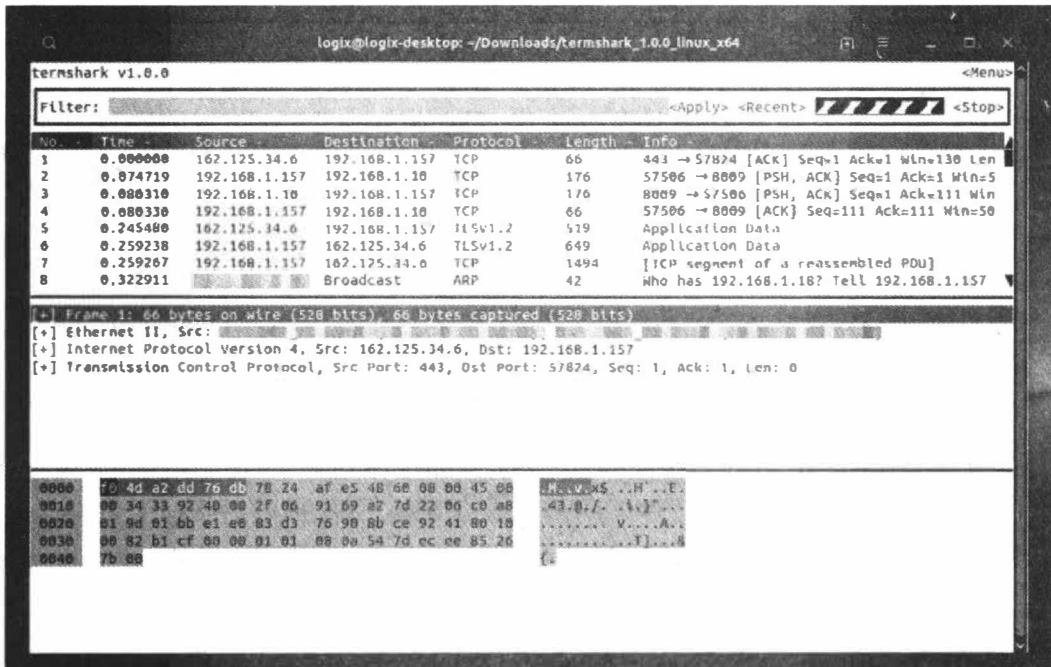 logix@logix-desktop: ~/Downloads/termshark_1.0.0_linux_x64
termshark v1.0.0 <Menu>
Filter: <Apply> <Recent> <Stop>
No. - Time - Source - Destination - Protocol - Length - Info -
1 0.000000 162.125.34.6 192.168.1.157 TCP 66 443 → 57824 [ACK] Seq=1 Ack=1 Win=130 Len
2 0.074719 192.168.1.157 192.168.1.10 TCP 176 57506 → 8009 [PSH, ACK] Seq=1 Ack=1 Win=5
3 0.080310 192.168.1.10 192.168.1.157 TCP 176 8009 → 57506 [PSH, ACK] Seq=1 Ack=111 Win
4 0.080330 192.168.1.157 192.168.1.10 TCP 66 57506 → 8009 [ACK] Seq=111 Ack=111 Win=50
5 0.245480 162.125.34.6 192.168.1.157 TLSv1.2 519 Application Data
6 0.259238 192.168.1.157 162.125.34.6 TLSv1.2 649 Application Data
7 0.259267 192.168.1.157 162.125.34.6 TCP 1494 [TCP segment of a reassembled PDU]
8 0.322911 Broadcast ARP 42 Who has 192.168.1.18? Tell 192.168.1.157
[+] Frame 1: 66 bytes on wire (528 bits), 66 bytes captured (528 bits)
[+] Ethernet II, Src:
[+] Internet Protocol Version 4, Src: 162.125.34.6, Dst: 192.168.1.157
[+] Transmission Control Protocol, Src Port: 443, Dst Port: 57824, Seq: 1, Ack: 1, Len: 0
0000 f0 4d a2 dd 76 db 78 24 af e5 48 60 08 00 45 00 .M..v.x$ ..H`..E.
0010 00 34 33 92 40 00 2f 06 91 69 a2 7d 22 06 c0 a8 .43.@./. .i.}"...
0020 01 9d 01 bb e1 e0 83 d3 76 90 8b ce 92 41 80 10 ........ v....A..
0030 00 82 b1 cf 00 00 01 01 08 0a 54 7d ec ee 85 26 ........ ..T}...&
0040 7b 00 {.